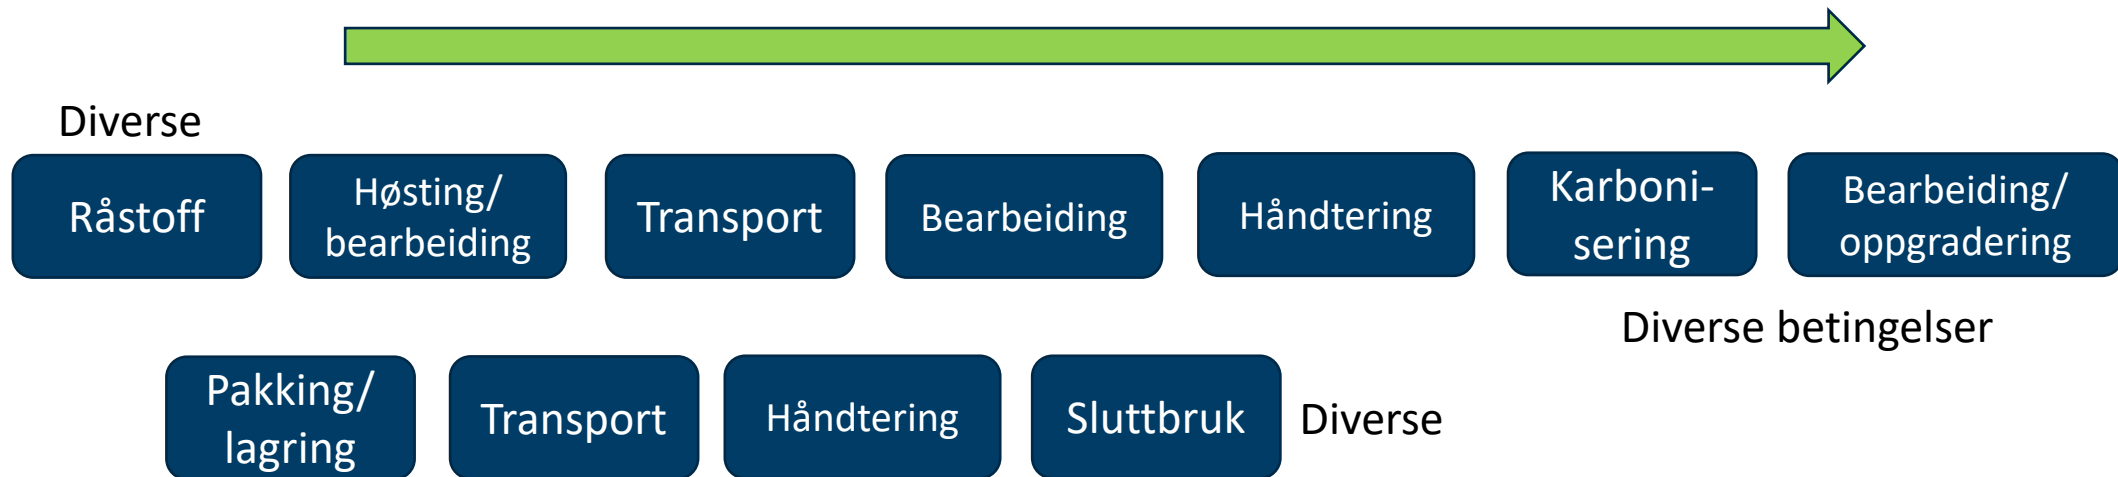 Diverse
Råstoff
Høsting/
bearbeiding
Transport
Bearbeiding
Håndtering
Karboni-
sering
Bearbeiding/
oppgradering
Diverse betingelser
Pakking/
lagring
Transport
Håndtering
Sluttbruk
Diverse